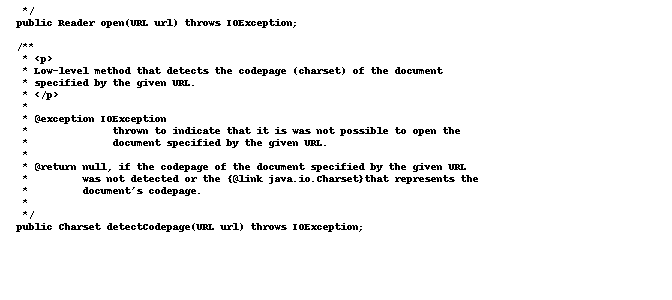 */
public Reader open(URL url) throws IOException;
/**
* <p>
* Low-level method that detects the codepage (charset) of the document
* specified by the given URL.
* </p>
*
* @exception IOException
* thrown to indicate that it is was not possible to open the
* document specified by the given URL.
*
* @return null, if the codepage of the document specified by the given URL
* was not detected or the {@link java.io.Charset}that represents the
* document's codepage.
*
*/
public Charset detectCodepage(URL url) throws IOException;